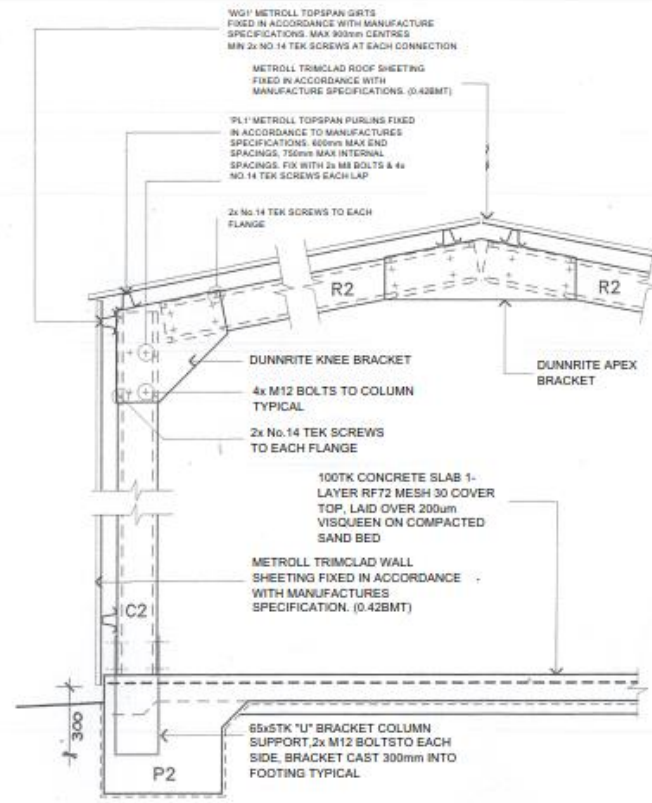 'WG1' METROLL TOPSPAN GIRTS
FIXED IN ACCORDANCE WITH MANUFACTURE
SPECIFICATIONS. MAX 900mm CENTRES
MIN 2x NO.14 TEK SCREWS AT EACH CONNECTION
METROLL TRIMCLAD ROOF SHEETING
FIXED IN ACCORDANCE WITH
MANUFACTURE SPECIFICATIONS. (0.42BMT)
'PL1' METROLL TOPSPAN PURLINS FIXED
IN ACCORDANCE TO MANUFACTURES
SPECIFICATIONS. 600mm MAX END
SPACINGS, 750mm MAX INTERNAL
SPACINGS. FIX WITH 2x M8 BOLTS & 4x
NO.14 TEK SCREWS EACH LAP
2x No.14 TEK SCREWS TO EACH
FLANGE
R2
R2
DUNNRITE KNEE BRACKET
DUNNRITE APEX
BRACKET
4x M12 BOLTS TO COLUMN
TYPICAL
2x No.14 TEK SCREWS
TO EACH FLANGE
100TK CONCRETE SLAB 1-
LAYER RF72 MESH 30 COVER
TOP, LAID OVER 200um
VISQUEEN ON COMPACTED
SAND BED
METROLL TRIMCLAD WALL
SHEETING FIXED IN ACCORDANCE
WITH MANUFACTURES
SPECIFICATION. (0.42BMT)
C2
300
65x5TK "U" BRACKET COLUMN
SUPPORT,2x M12 BOLTSTO EACH
SIDE, BRACKET CAST 300mm INTO
FOOTING TYPICAL
P2